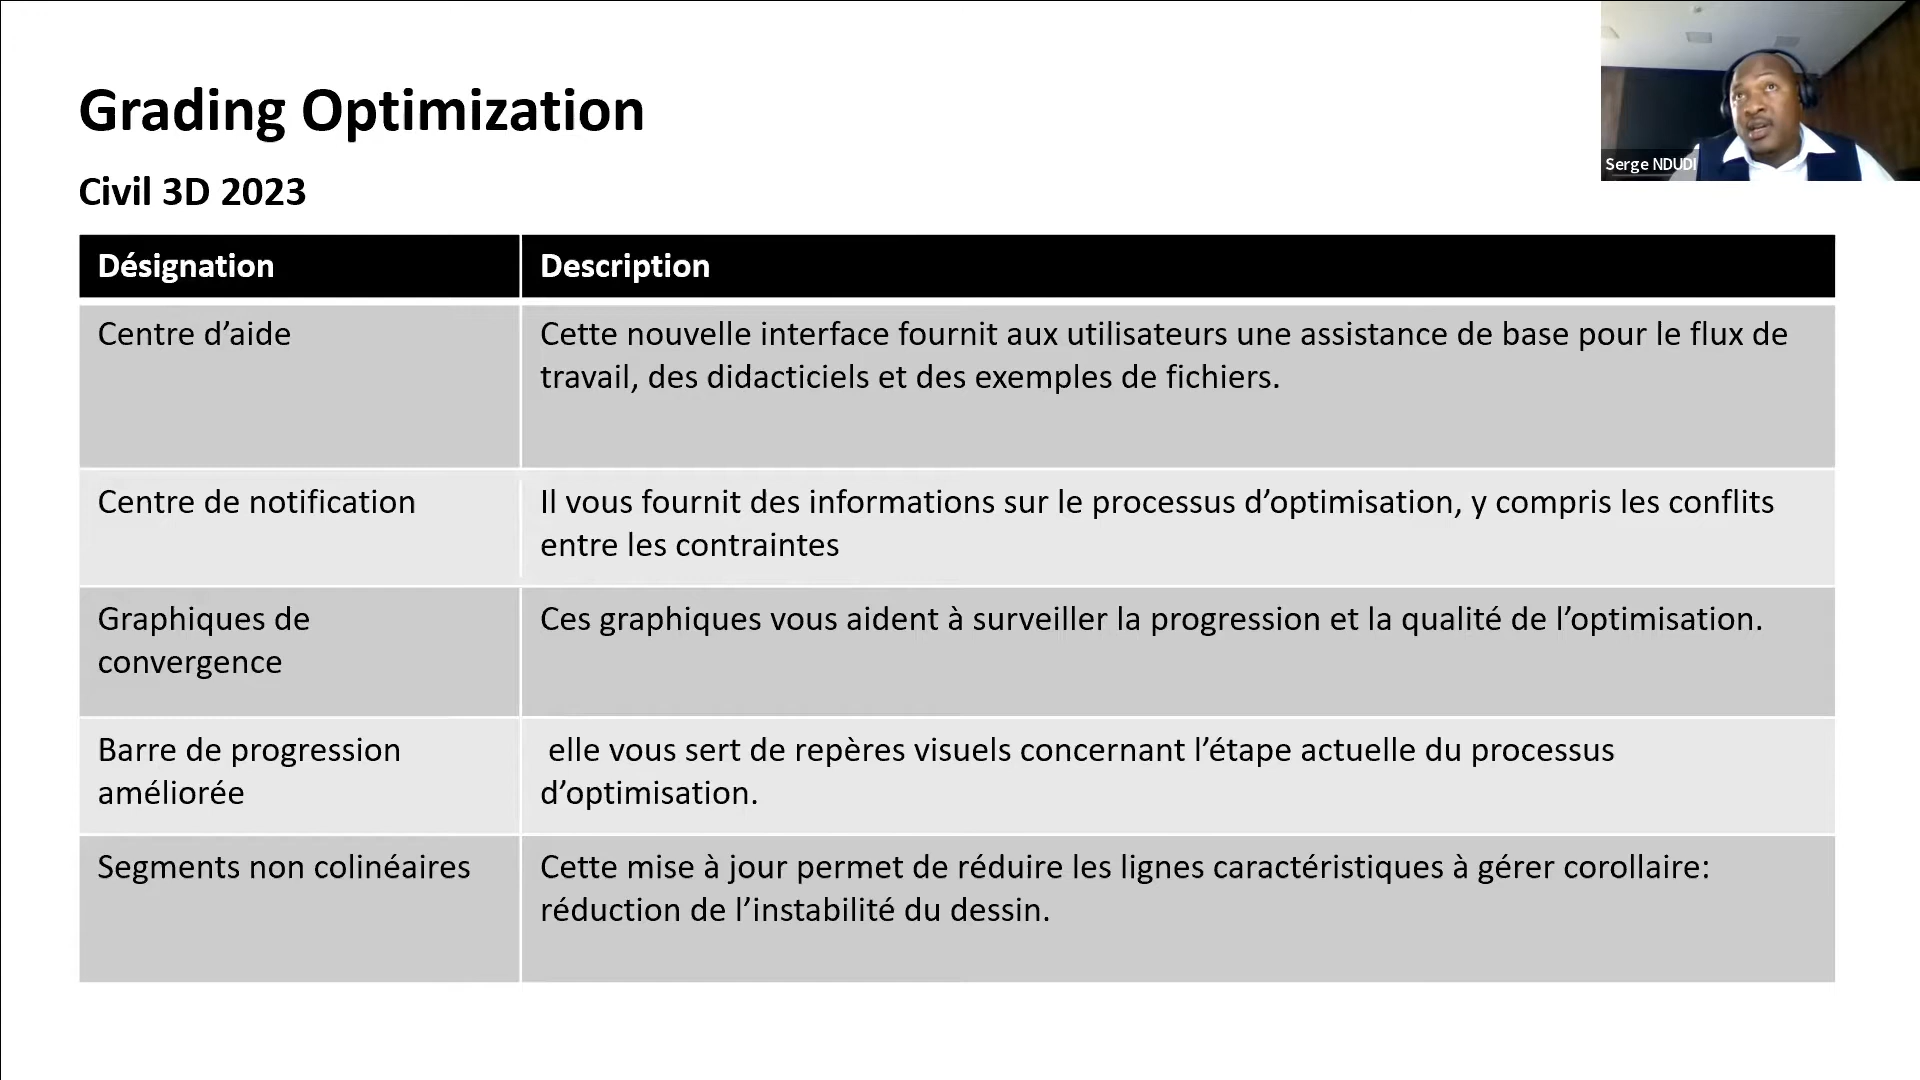 Grading Optimization
Serge NDUDI
Civil 3D 2023
Désignation
Description
Centre d’aide
Cette nouvelle interface fournit aux utilisateurs une assistance de base pour le flux de
travail, des didacticiels et des exemples de fichiers.
Centre de notification
Il vous fournit des informations sur le processus d’optimisation, y compris les conflits
entre les contraintes
Graphiques de
convergence
Ces graphiques vous aident à surveiller la progression et la qualité de l’optimisation.
Barre de progression
améliorée
elle vous sert de repères visuels concernant l’étape actuelle du processus
d’optimisation.
Segments non colinéaires
Cette mise à jour permet de réduire les lignes caractéristiques à gérer corollaire:
réduction de l’instabilité du dessin.